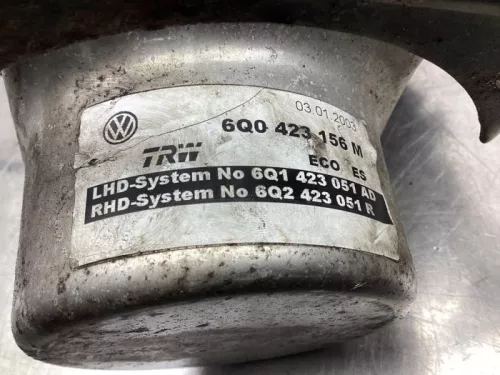 03.01.2003
6Q0 423 156 M
TRW
ECO ES
LHD-System No 6Q1 423 051 AD
RHD-System No 6Q2 423 051 R